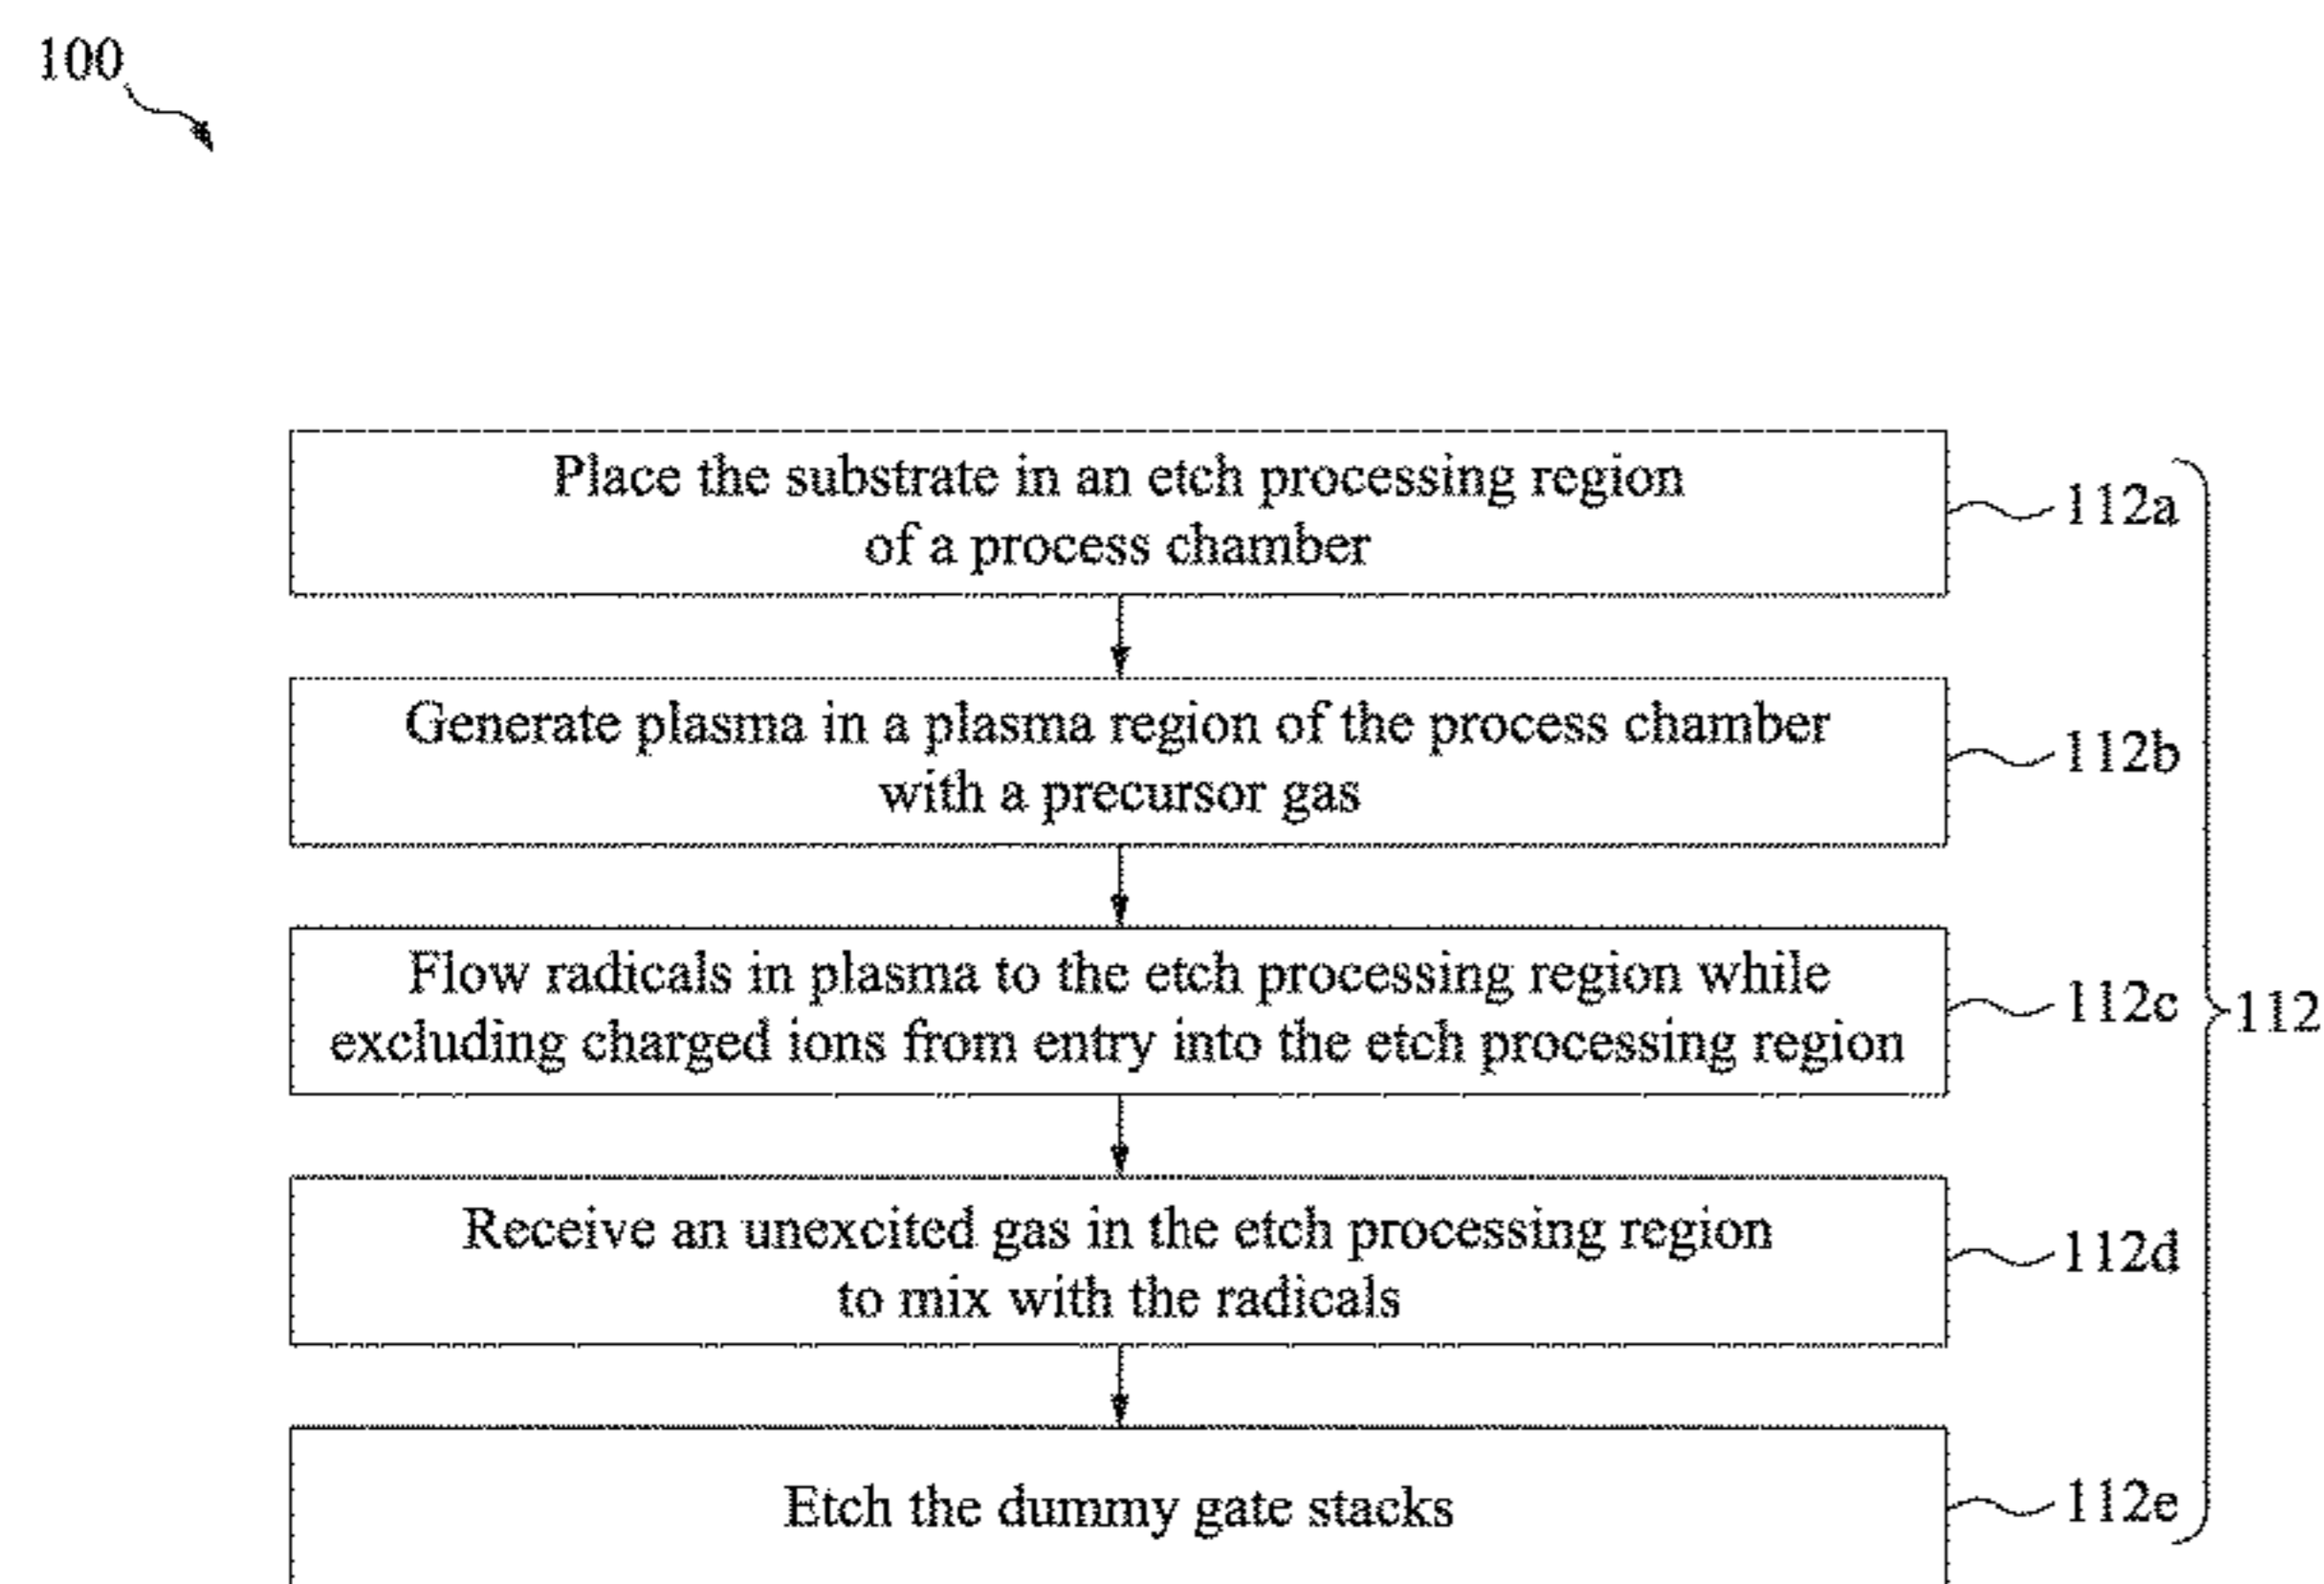 100
Place the substrate in an etch processing region
of a process chamber
112a
Generate plasma in a plasma region of the process chamber
with a precursor gas
112b
Flow radicals in plasma to the etch processing region while
excluding charged ions from entry into the etch processing region
112c
112
Receive an unexcited gas in the etch processing region
to mix with the radicals
112d
Etch the dummy gate stacks
112e